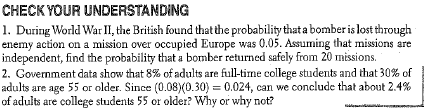 CHECK YOUR UNDERSTANDING
1. During World War II, the British found that the probability that a bomber is lost through
enemy action on a mission over occupied Europe was 0.05. Assuming that missions are
independent, find the probability that a bomber returned safely from 20 missions.
2. Government data show that 8% of adults are full-time college students and that 30% of
adults are age 55 or older. Since (0.08)(0.30) = 0.024, can we conclude that about 2.4%
of adults are college students 55 or older? Why or why not?